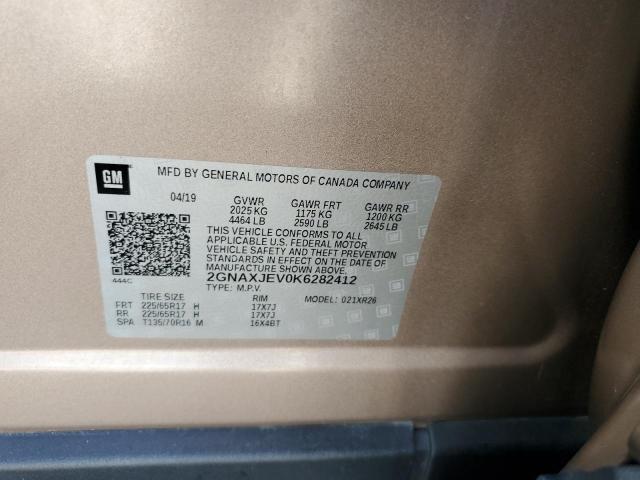 GM
MFD BY GENERAL MOTORS OF CANADA COMPANY
04/19 GVWR GAWR FRT GAWR RR
2025 KG 1175 KG 1200 KG
4464 LB 2590 LB 2645 LB
THIS VEHICLE CONFORMS TO ALL
APPLICABLE U.S. FEDERAL MOTOR
VEHICLE SAFETY AND THEFT PREVENTION
STANDARDS IN EFFECT ON THE DATE OF
MANUFACTURE SHOWN ABOVE.
444C 2GNAXJEV0K6282412
TYPE: M.P.V.
TIRE SIZE RIM MODEL: 021XR26
FRT 225/65R17 H 17X7J
RR 225/65R17 H 17X7J
SPA T135/70R16 M 16X4BT